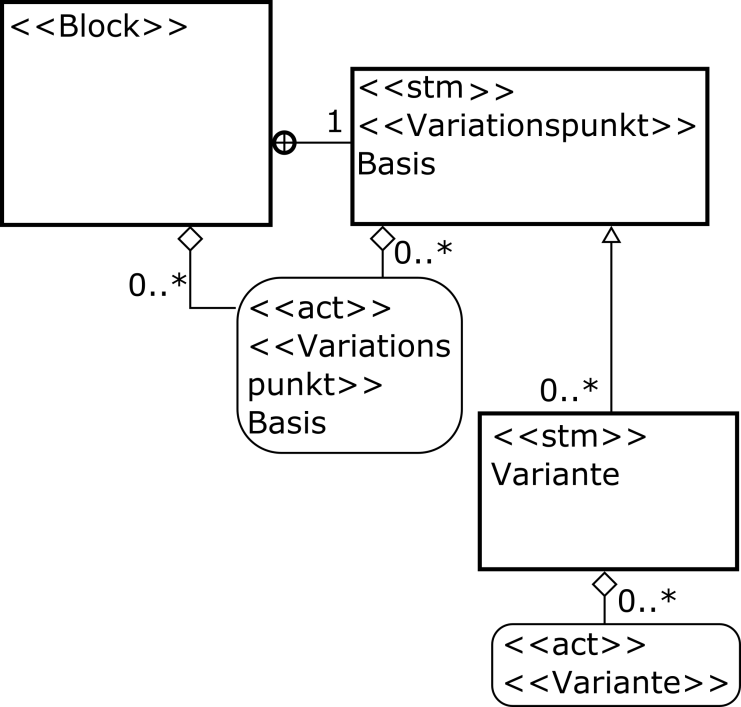 <<Block>>
<<stm>>
<<Variationspunkt>>
Basis
1
0..*
0..*
<<act>>
<<Variations
punkt>>
Basis
0..*
<<stm>>
Variante
0..*
<<act>>
<<Variante>>